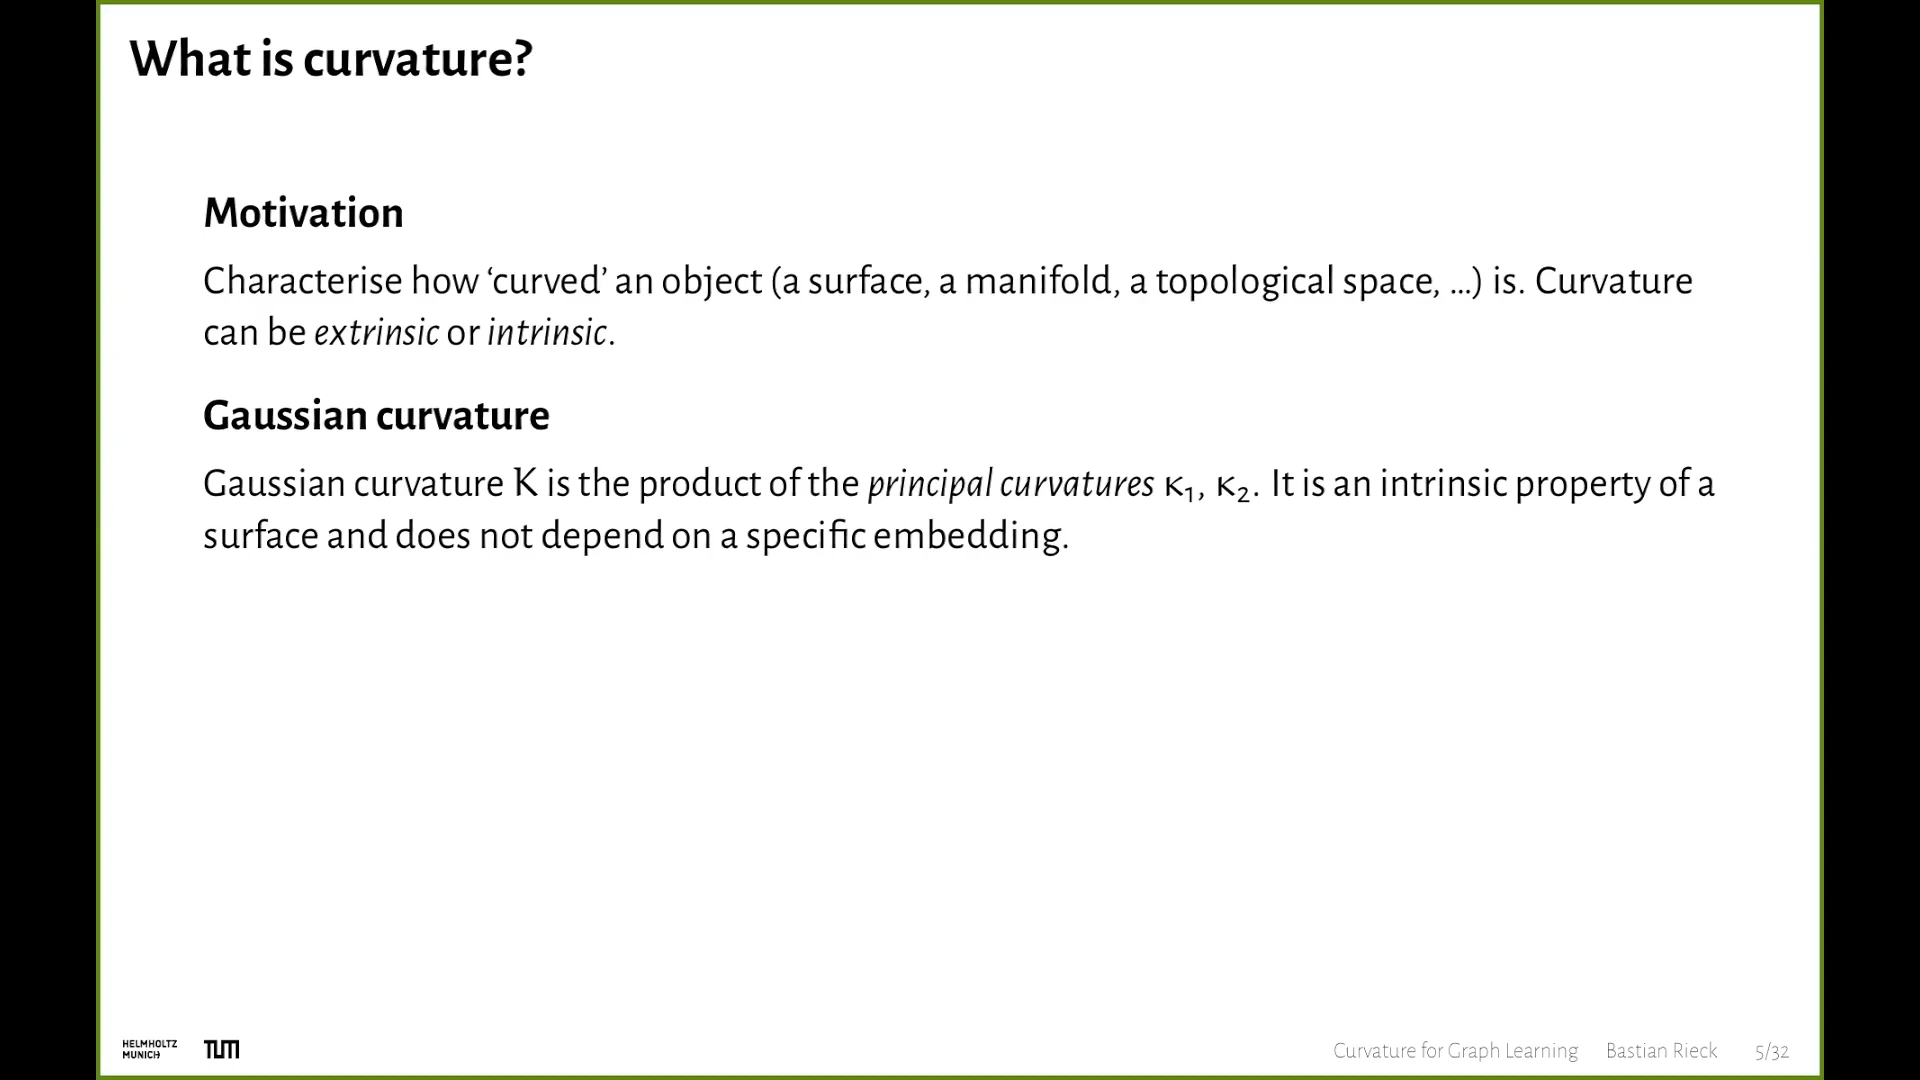 What is curvature?
Motivation
Characterise how ‘curved’ an object (a surface, a manifold, a topological space, ...) is. Curvature
can be extrinsic or intrinsic.
Gaussian curvature
Gaussian curvature K is the product of the principal curvatures κ₁, κ₂. It is an intrinsic property of a
surface and does not depend on a specific embedding.
HELMHOLTZ
MUNICH
TUM
Curvature for Graph Learning Bastian Rieck 5/32